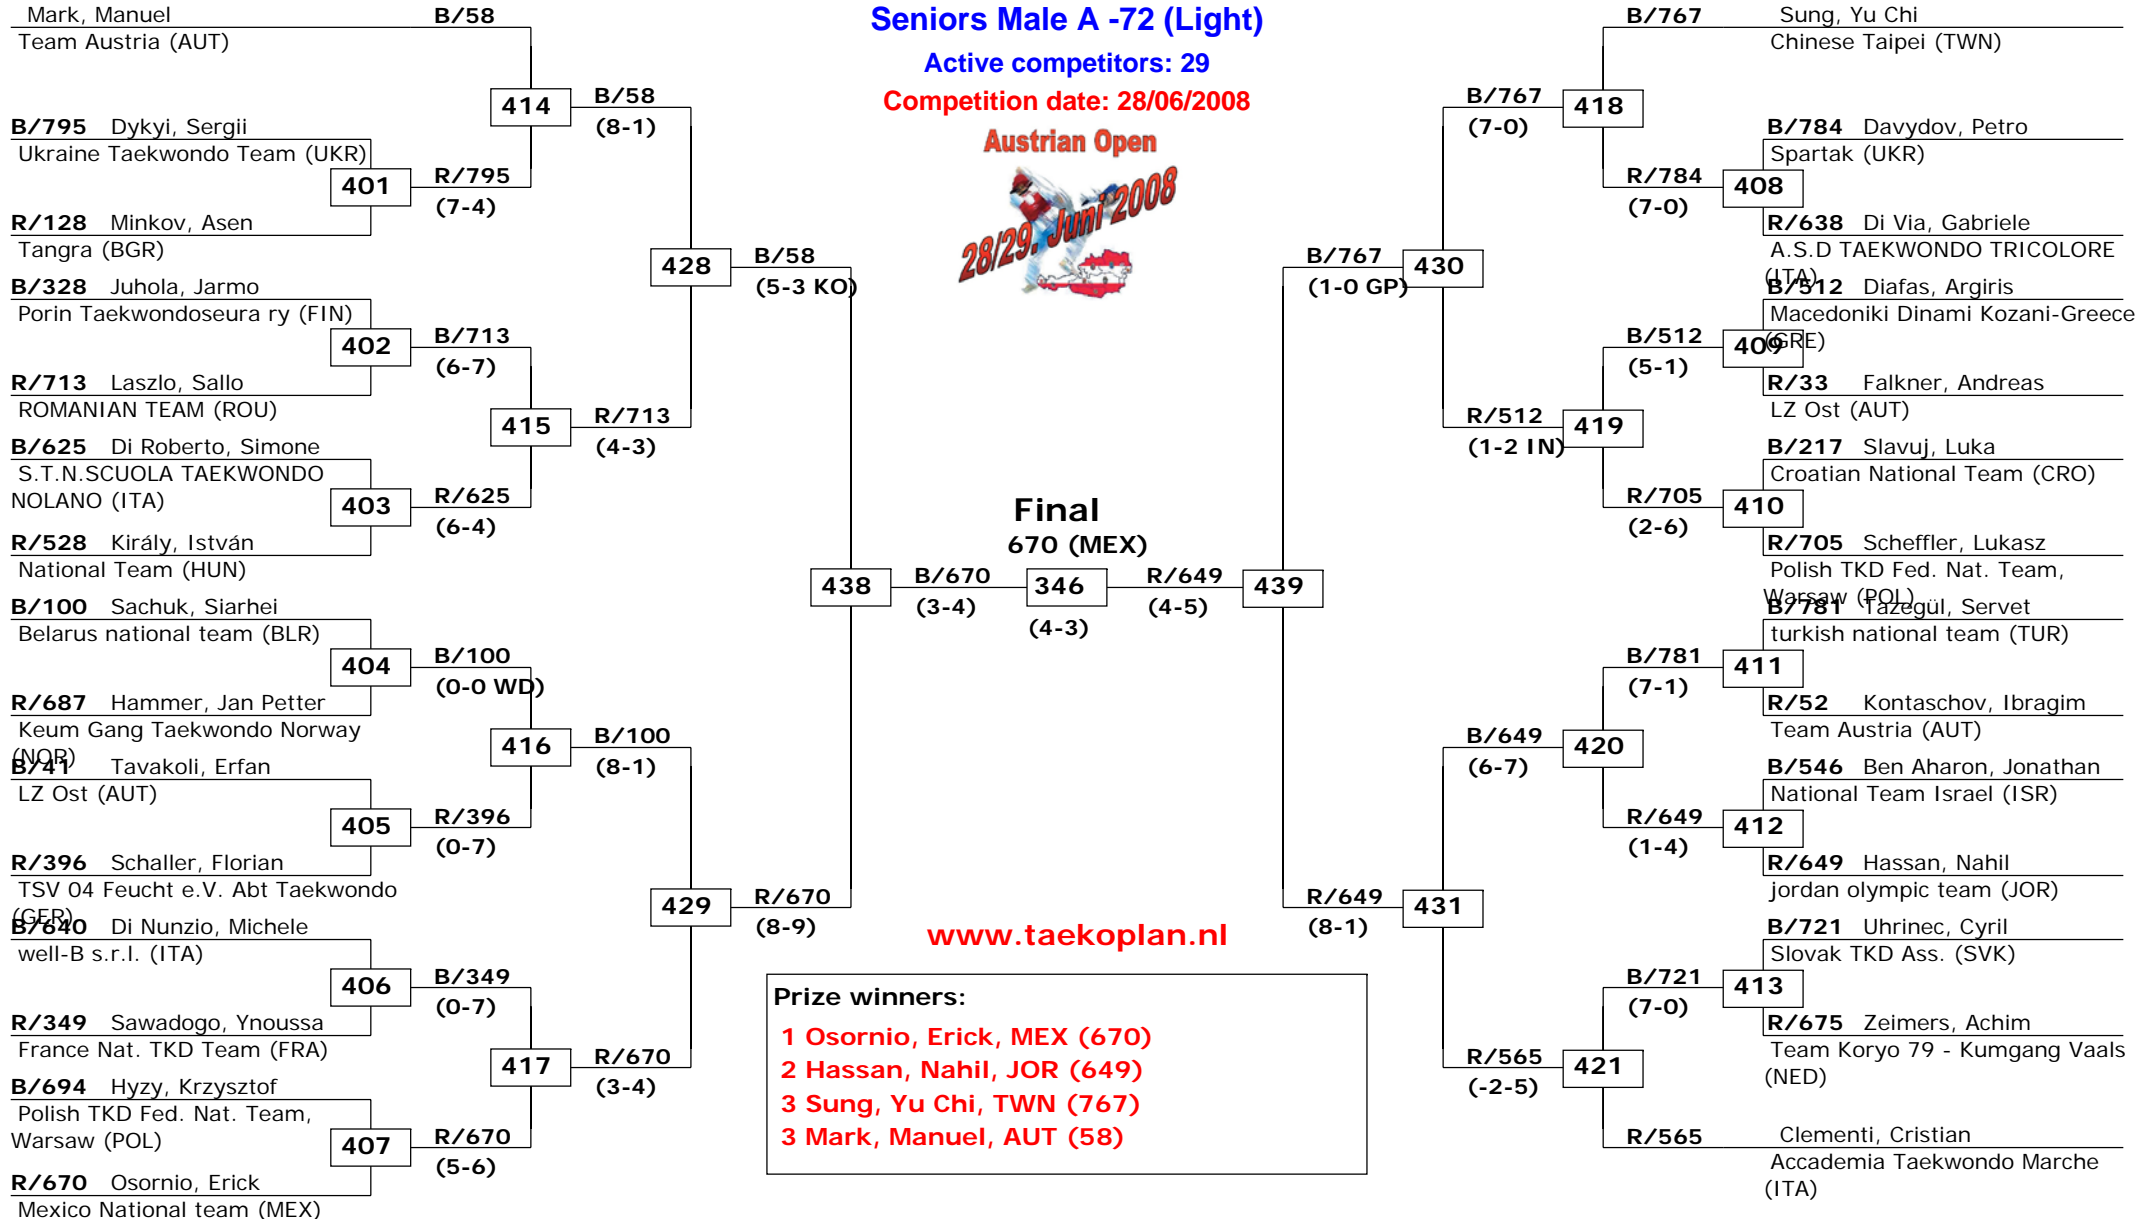 Seniors Male A -72 (Light)
Active competitors: 29
Competition date: 28/06/2008
Austrian Open
28/29. Juni 2008
Mark, Manuel
B/58
Team Austria (AUT)
414
B/58
(8-1)
B/795 Dykyi, Sergii
Ukraine Taekwondo Team (UKR)
401
R/795
(7-4)
R/128 Minkov, Asen
Tangra (BGR)
428
B/58
(5-3 KO)
B/328 Juhola, Jarmo
Porin Taekwondoseura ry (FIN)
402
B/713
(6-7)
R/713 Laszlo, Sallo
ROMANIAN TEAM (ROU)
415
R/713
(4-3)
B/625 Di Roberto, Simone
S.T.N.SCUOLA TAEKWONDO
NOLANO (ITA)
403
R/625
(6-4)
R/528 Király, István
National Team (HUN)
438
B/670
(3-4)
B/100 Sachuk, Siarhei
Belarus national team (BLR)
404
B/100
(0-0 WD)
R/687 Hammer, Jan Petter
Keum Gang Taekwondo Norway
(NOR)
416
B/100
(8-1)
B/41 Tavakoli, Erfan
LZ Ost (AUT)
405
R/396
(0-7)
R/396 Schaller, Florian
TSV 04 Feucht e.V. Abt Taekwondo
(GER)
429
R/670
(8-9)
B/640 Di Nunzio, Michele
well-B s.r.l. (ITA)
406
B/349
(0-7)
R/349 Sawadogo, Ynoussa
France Nat. TKD Team (FRA)
417
R/670
(3-4)
B/694 Hyzy, Krzysztof
Polish TKD Fed. Nat. Team,
Warsaw (POL)
407
R/670
(5-6)
R/670 Osornio, Erick
Mexico National team (MEX)
Final
670 (MEX)
346
(4-3)
R/649
(4-5)
439
B/767 Sung, Yu Chi
Chinese Taipei (TWN)
B/767
(7-0)
418
B/784 Davydov, Petro
Spartak (UKR)
R/784
(7-0)
408
R/638 Di Via, Gabriele
A.S.D TAEKWONDO TRICOLORE
(ITA)
B/767
(1-0 GP)
430
B/512 Diafas, Argiris
Macedoniki Dinami Kozani-Greece
(GRE)
B/512
(5-1)
409
R/33 Falkner, Andreas
LZ Ost (AUT)
R/512
(1-2 IN)
419
B/217 Slavuj, Luka
Croatian National Team (CRO)
R/705
(2-6)
410
R/705 Scheffler, Lukasz
Polish TKD Fed. Nat. Team,
Warsaw (POL)
B/781 Tazegül, Servet
turkish national team (TUR)
B/781
(7-1)
411
R/52 Kontaschov, Ibragim
Team Austria (AUT)
B/649
(6-7)
420
B/546 Ben Aharon, Jonathan
National Team Israel (ISR)
R/649
(1-4)
412
R/649 Hassan, Nahil
jordan olympic team (JOR)
R/649
(8-1)
431
B/721 Uhrinec, Cyril
Slovak TKD Ass. (SVK)
B/721
(7-0)
413
R/675 Zeimers, Achim
Team Koryo 79 - Kumgang Vaals
(NED)
R/565
(-2-5)
421
R/565 Clementi, Cristian
Accademia Taekwondo Marche
(ITA)
www.taekoplan.nl
Prize winners:
1 Osornio, Erick, MEX (670)
2 Hassan, Nahil, JOR (649)
3 Sung, Yu Chi, TWN (767)
3 Mark, Manuel, AUT (58)